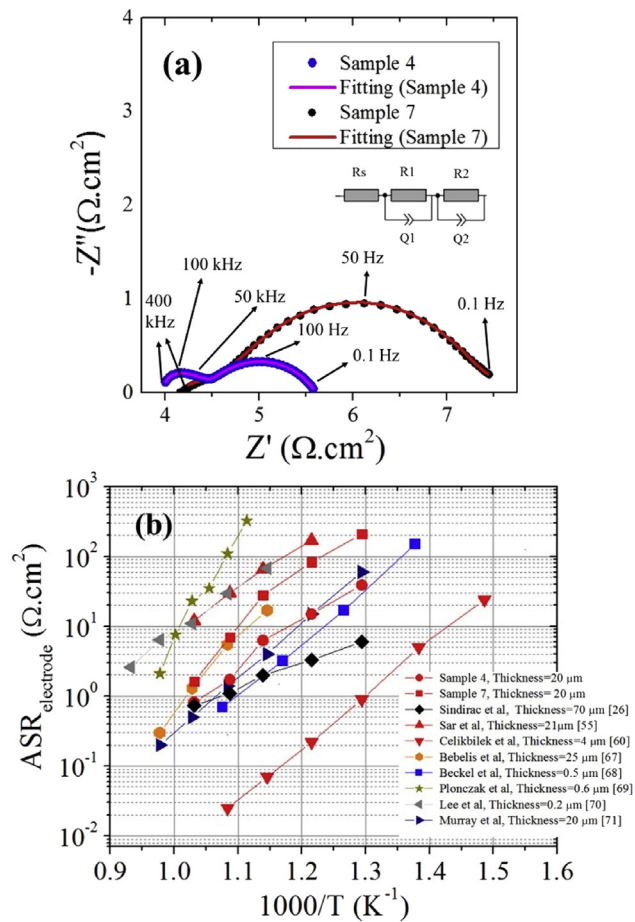 (a)
4
3
2
1
0
-Z"(Ω.cm²)
Sample 4
Fitting (Sample 4)
Sample 7
Fitting (Sample 7)
Rs R1 R2
Q1 Q2
400
kHz
100 kHz
50 kHz
50 Hz
100 Hz
0.1 Hz
0.1 Hz
4 5 6 7
Z' (Ω.cm²)
(b)
10³
10²
10¹
10⁰
10⁻¹
10⁻²
ASRelectrode (Ω.cm²)
Sample 4, Thickness=20 µm
Sample 7, Thickness= 20 µm
Sindirac et al, Thickness=70 µm [26]
Sar et al, Thickness=21µm [55]
Celikbilek et al, Thickness=4 µm [60]
Bebelis et al, Thickness=25 µm [67]
Beckel et al, Thickness=0.5 µm [68]
Plonczak et al, Thickness=0.6 µm [69]
Lee et al, Thickness=0.2 µm [70]
Murray et al, Thickness=20 µm [71]
0.9 1.0 1.1 1.2 1.3 1.4 1.5 1.6
1000/T (K⁻¹)